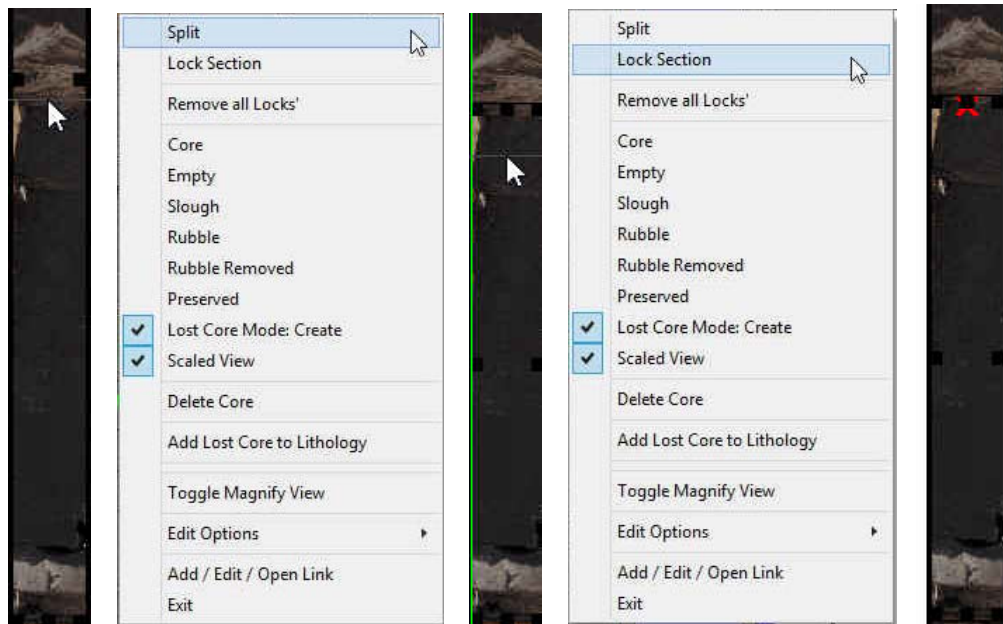 Split
Lock Section
Remove all Locks'
Core
Empty
Slough
Rubble
Rubble Removed
Preserved
Lost Core Mode: Create
Scaled View
Delete Core
Add Lost Core to Lithology
Toggle Magnify View
Edit Options
Add / Edit / Open Link
Exit
Split
Lock Section
Remove all Locks'
Core
Empty
Slough
Rubble
Rubble Removed
Preserved
Lost Core Mode: Create
Scaled View
Delete Core
Add Lost Core to Lithology
Toggle Magnify View
Edit Options
Add / Edit / Open Link
Exit